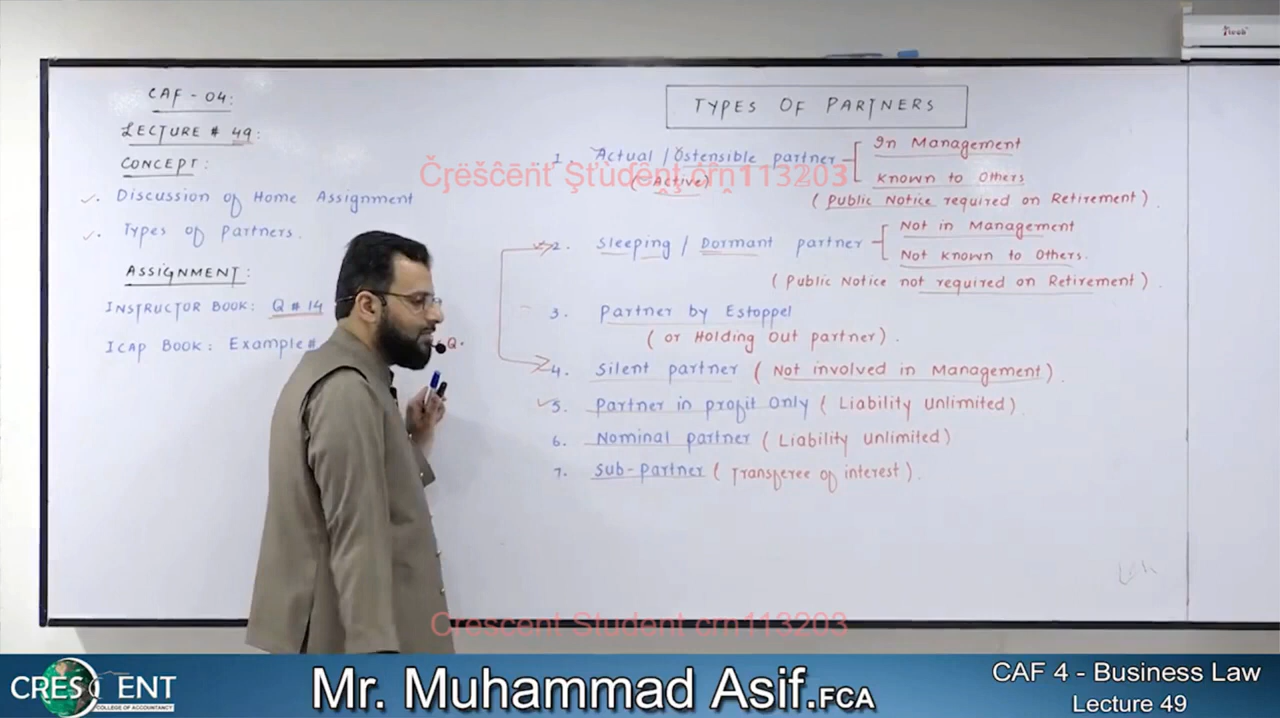 CAF - 04:
LECTURE # 49:
CONCEPT:
Discussion of Home Assignment
Types of Partners.
ASSIGNMENT:
INSTRUCTOR BOOK: Q # 14
ICAP BOOK: Example #
Q.
TYPES OF PARTNERS
1. Actual / Ostensible partner
(Active)
In Management
Known to Others
(Public Notice required on Retirement).
2. Sleeping / Dormant partner
Not in Management
Not Known to Others.
(Public Notice not required on Retirement)
3. Partner by Estoppel
(or Holding out partner).
4. Silent partner (Not involved in Management).
5. Partner in profit Only (Liability Unlimited)
6. Nominal partner (Liability unlimited)
7. Sub-partner (Transferee of interest).
Crescent Student crn113203
Crescent Student crn113203
CRESCENT
COLLEGE OF ACCOUNTANCY
Mr. Muhammad Asif.FCA
CAF 4 - Business Law
Lecture 49